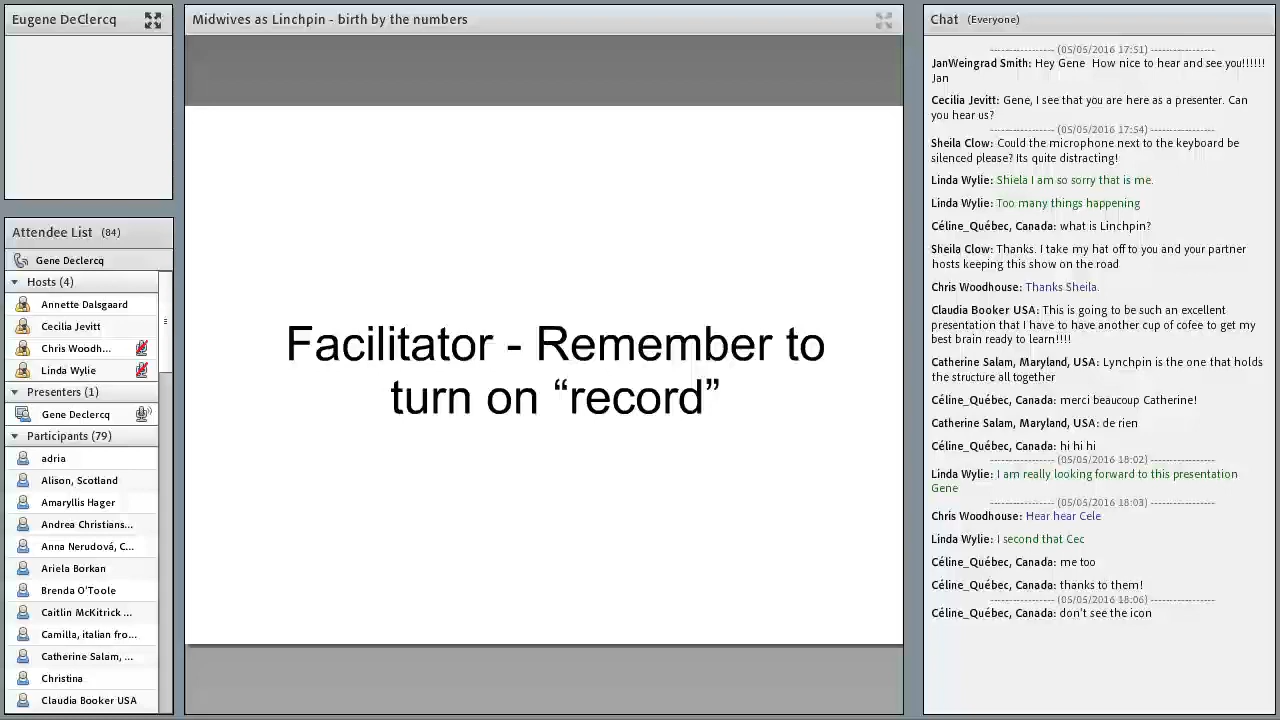 Eugene DeClercq
Attendee List (84)
Gene Declercq
Hosts (4)
Annette Dalsgaard
Cecilia Jevitt
Chris Woodh...
Linda Wylie
Presenters (1)
Gene Declercq
Participants (79)
adria
Alison, Scotland
Amaryllis Hager
Andrea Christians...
Anna Nerudová, C...
Ariela Borkan
Brenda O'Toole
Caitlin McKitrick ...
Camilla, italian fro...
Catherine Salam, ...
Christina
Claudia Booker USA
Midwives as Linchpin - birth by the numbers
Facilitator - Remember to
turn on “record”
Chat (Everyone)
---------------- (05/05/2016 17:51) ----------------
JanWeingrad Smith: Hey Gene How nice to hear and see you!!!!!!
Jan
Cecilia Jevitt: Gene, I see that you are here as a presenter. Can
you hear us?
---------------- (05/05/2016 17:54) ----------------
Sheila Clow: Could the microphone next to the keyboard be
silenced please? Its quite distracting!
Linda Wylie: Shiela I am so sorry that is me.
Linda Wylie: Too many things happening
Céline_Québec, Canada: what is Linchpin?
Sheila Clow: Thanks. I take my hat off to you and your partner
hosts keeping this show on the road
Chris Woodhouse: Thanks Sheila.
Claudia Booker USA: This is going to be such an excellent
presentation that I have to have another cup of cofee to get my
best brain ready to learn!!!!
Catherine Salam, Maryland, USA: Lynchpin is the one that holds
the structure all together
Céline_Québec, Canada: merci beaucoup Catherine!
Catherine Salam, Maryland, USA: de rien
Céline_Québec, Canada: hi hi hi
---------------- (05/05/2016 18:02) ----------------
Linda Wylie: I am really looking forward to this presentation
Gene
---------------- (05/05/2016 18:03) ----------------
Chris Woodhouse: Hear hear Cele
Linda Wylie: I second that Cec
Céline_Québec, Canada: me too
Céline_Québec, Canada: thanks to them!
---------------- (05/05/2016 18:06) ----------------
Céline_Québec, Canada: don't see the icon